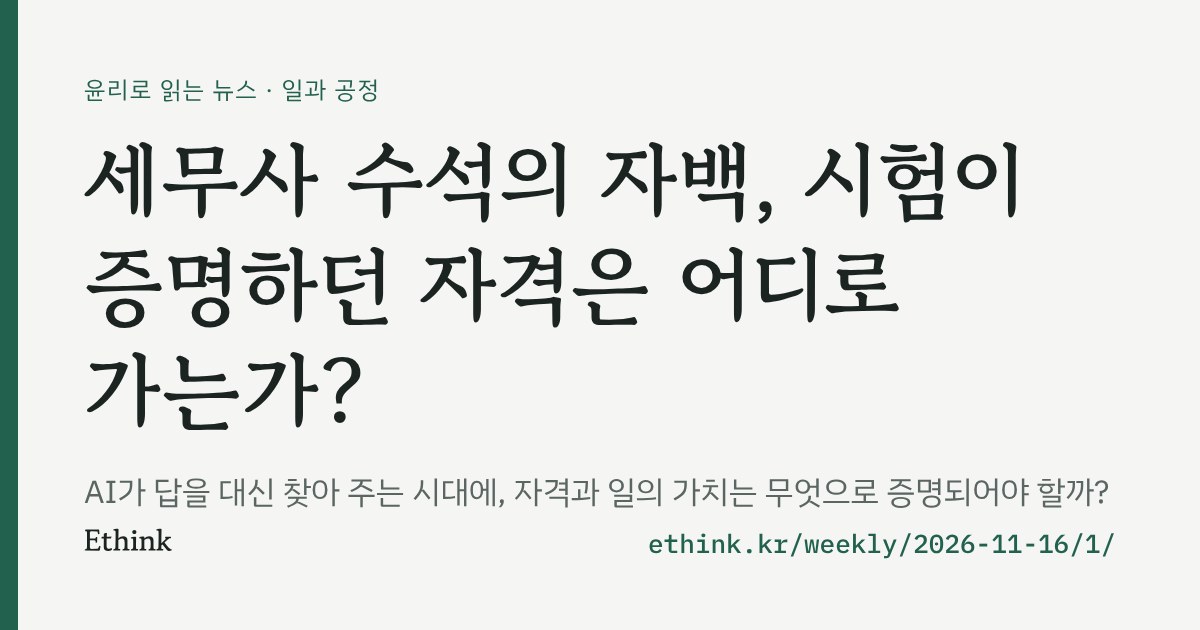 윤리로 읽는 뉴스 · 일과 공정
세무사 수석의 자백, 시험이
증명하던 자격은 어디로
가는가?
AI가 답을 대신 찾아 주는 시대에, 자격과 일의 가치는 무엇으로 증명되어야 할까?
Ethink
ethink.kr/weekly/2026-11-16/1/